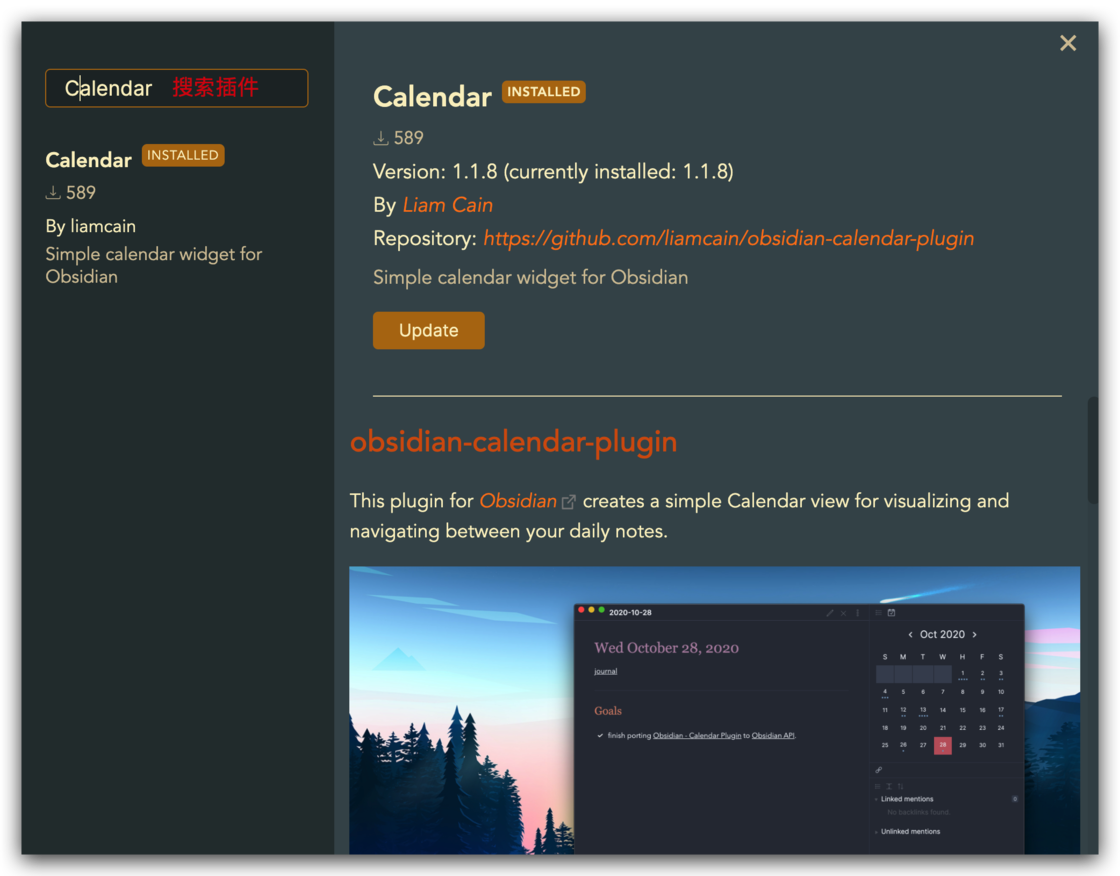 Calendar 搜索插件
Calendar INSTALLED
589
By liamcain
Simple calendar widget for
Obsidian
Calendar INSTALLED
589
Version: 1.1.8 (currently installed: 1.1.8)
By Liam Cain
Repository: https://github.com/liamcain/obsidian-calendar-plugin
Simple calendar widget for Obsidian
Update
obsidian-calendar-plugin
This plugin for Obsidian creates a simple Calendar view for visualizing and
navigating between your daily notes.
2020-10-28
Wed October 28, 2020
journal
Goals
finish porting Obsidian - Calendar Plugin to Obsidian API.
Oct 2020
S M T W H F S
1 2 3
4 5 6 7 8 9 10
11 12 13 14 15 16 17
18 19 20 21 22 23 24
25 26 27 28 29 30 31
Linked mentions
No backlinks found.
Unlinked mentions